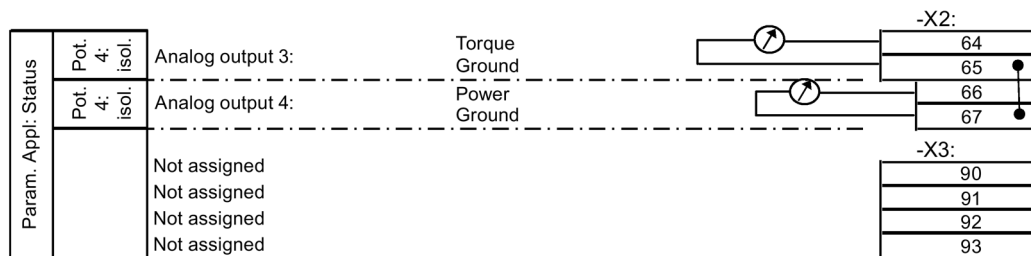 -X2:
Param. Appl: Status
Pot. 4: isol.
Analog output 3: Torque 64
Ground 65
Pot. 4: isol.
Analog output 4: Power 66
Ground 67
-X3:
Not assigned 90
Not assigned 91
Not assigned 92
Not assigned 93